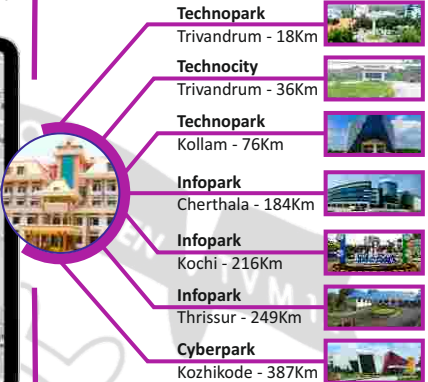 Technopark
Trivandrum - 18Km
Technocity
Trivandrum - 36Km
Technopark
Kollam - 76Km
Infopark
Cherthala - 184Km
Infopark
Kochi - 216Km
Infopark
Thrissur - 249Km
Cyberpark
Kozhikode - 387Km